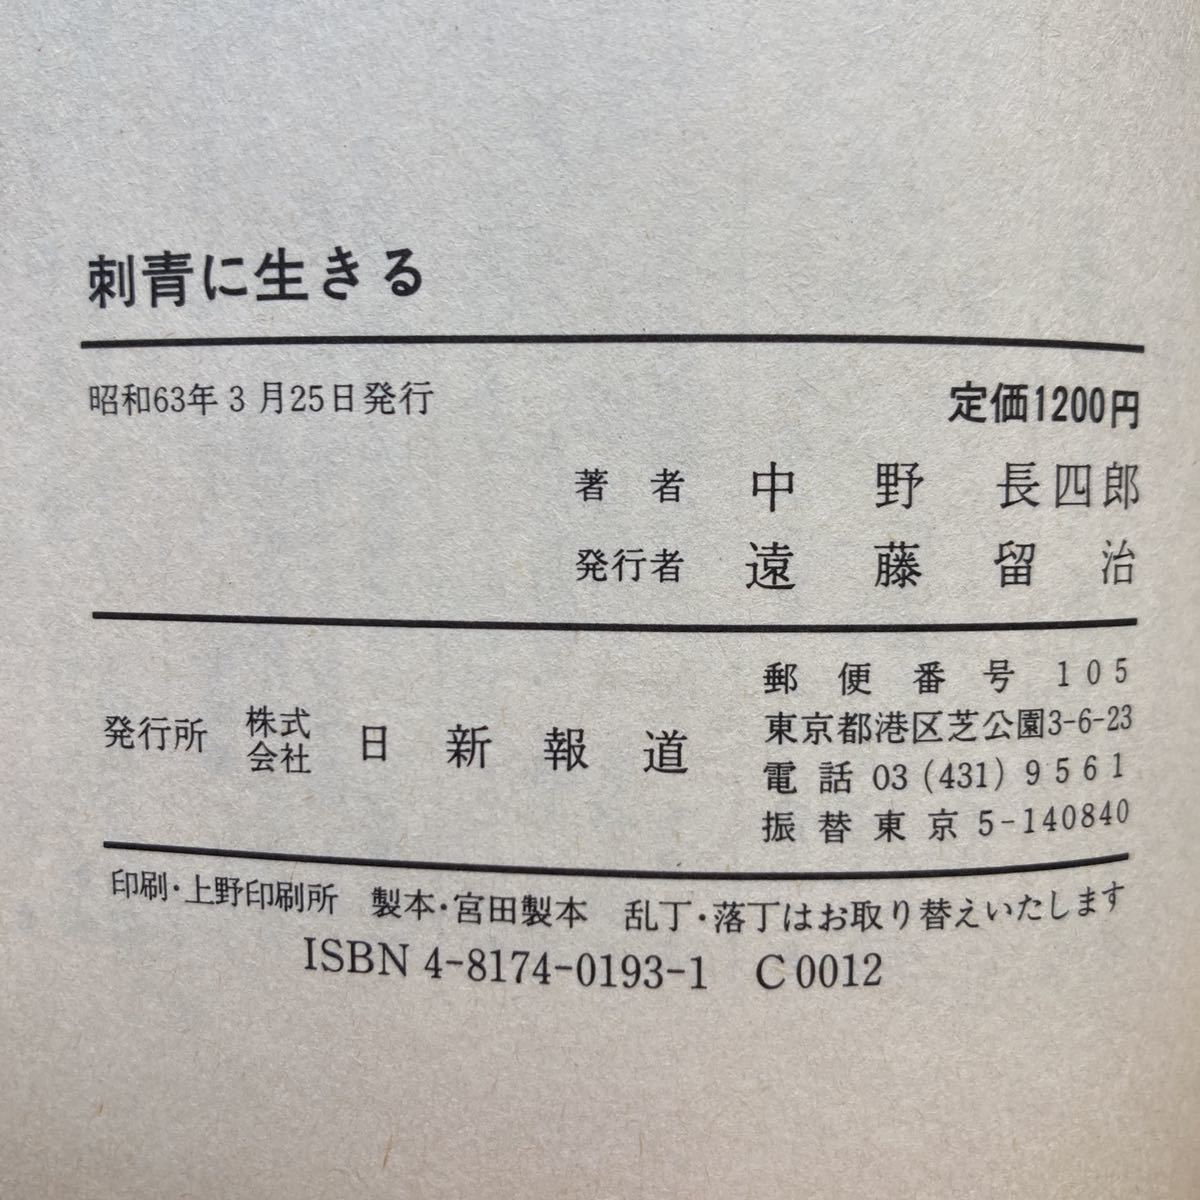 刺青に生きる
昭和63年3月25日発行 定価1200円
著者 中野長四郎
発行者 遠藤留治
発行所 株式会社 日新報道
郵便番号 105
東京都港区芝公園3-6-23
電話 03 (431) 9561
振替東京 5-140840
印刷・上野印刷所 製本・宮田製本 乱丁・落丁はお取り替えいたします
ISBN 4-8174-0193-1 C0012